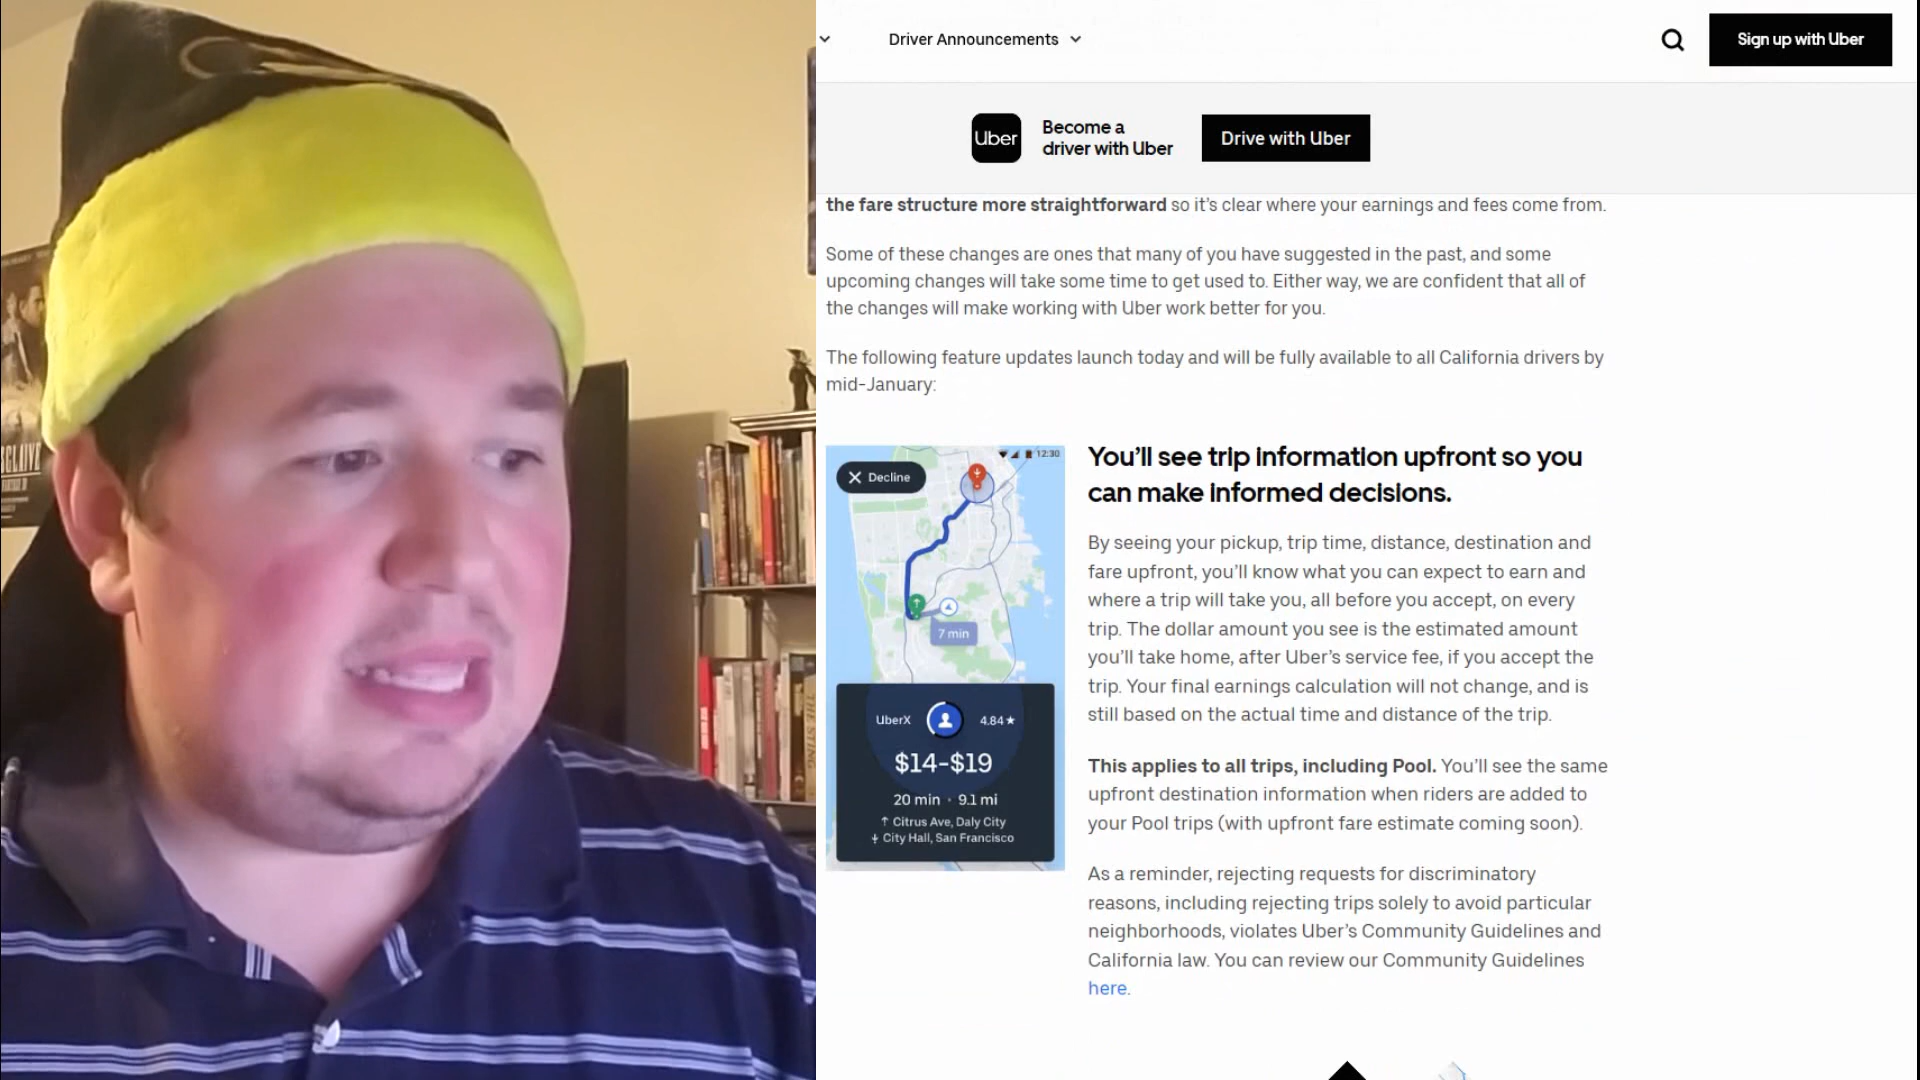 Driver Announcements
Sign up with Uber
Uber
Become a
driver with Uber
Drive with Uber
the fare structure more straightforward so it's clear where your earnings and fees come from.
Some of these changes are ones that many of you have suggested in the past, and some
upcoming changes will take some time to get used to. Either way, we are confident that all of
the changes will make working with Uber work better for you.
The following feature updates launch today and will be fully available to all California drivers by
mid-January:
Decline
12:30
7 min
UberX
4.84★
$14-$19
20 min · 9.1 mi
↑ Citrus Ave, Daly City
↓ City Hall, San Francisco
You'll see trip information upfront so you
can make informed decisions.
By seeing your pickup, trip time, distance, destination and
fare upfront, you'll know what you can expect to earn and
where a trip will take you, all before you accept, on every
trip. The dollar amount you see is the estimated amount
you'll take home, after Uber's service fee, if you accept the
trip. Your final earnings calculation will not change, and is
still based on the actual time and distance of the trip.
This applies to all trips, including Pool. You'll see the same
upfront destination information when riders are added to
your Pool trips (with upfront fare estimate coming soon).
As a reminder, rejecting requests for discriminatory
reasons, including rejecting trips solely to avoid particular
neighborhoods, violates Uber's Community Guidelines and
California law. You can review our Community Guidelines
here.
THE STING